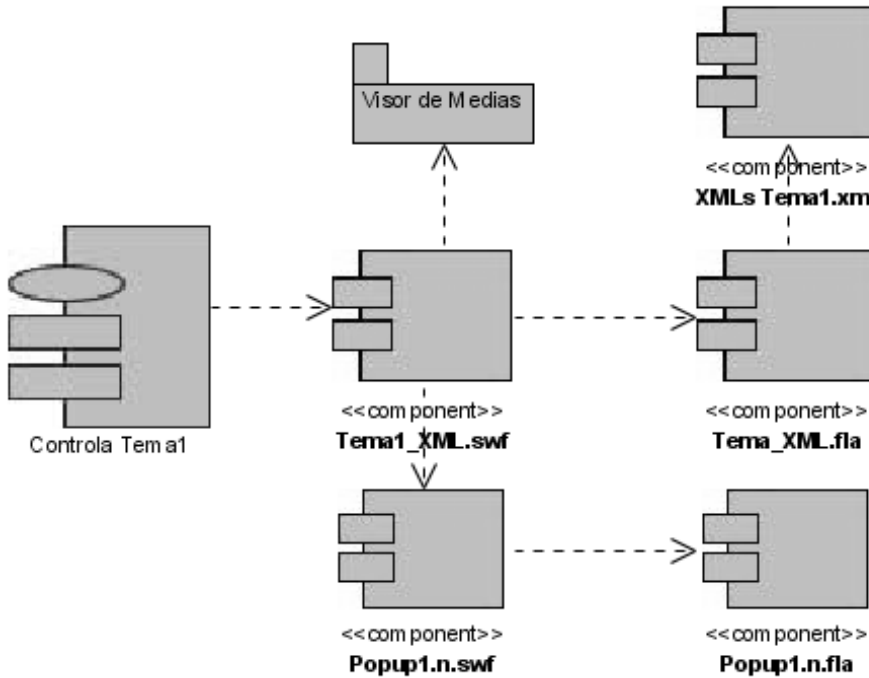 Visor de Medias
<<component>>
XMLs Tema1.xm
Controla Tema1
<<component>>
Tema1_XML.swf
<<component>>
Tema_XML.fla
<<component>>
Popup1.n.swf
<<component>>
Popup1.n.fla